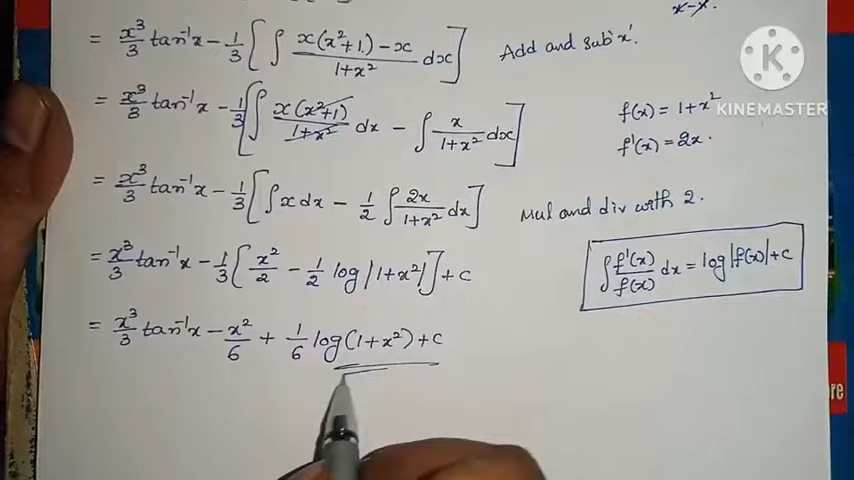 x-x.
= x³/3 tan⁻¹x - 1/3 [ ∫ x(x²+1)-x / 1+x² dx ] Add and sub 'x'.
= x³/3 tan⁻¹x - 1/3 [ ∫ x(x²+1) / 1+x² dx - ∫ x / 1+x² dx ] f(x) = 1+x²
f'(x) = 2x.
= x³/3 tan⁻¹x - 1/3 [ ∫ x dx - 1/2 ∫ 2x / 1+x² dx ] Mul and div with 2.
= x³/3 tan⁻¹x - 1/3 [ x²/2 - 1/2 log |1+x²| ] + c
∫ f'(x) / f(x) dx = log |f(x)| + c
= x³/3 tan⁻¹x - x²/6 + 1/6 log (1+x²) + c
K
KINEMASTER